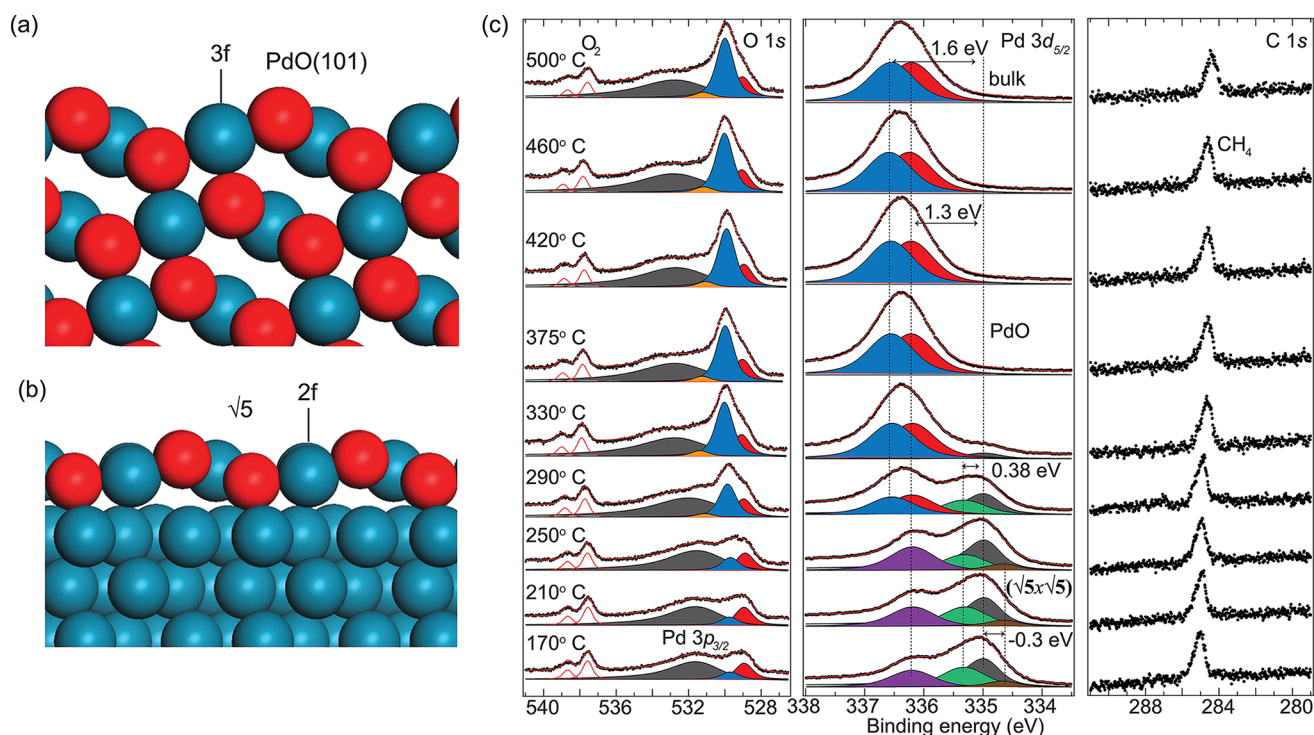 (a)
3f
PdO(101)
(b)
√5
2f
(c)
O₂
O 1s
500° C
460° C
420° C
375° C
330° C
290° C
250° C
210° C
170° C
Pd 3p₃/₂
540
536
532
528
Pd 3d₅/₂
1.6 eV
bulk
1.3 eV
PdO
0.38 eV
(√5x√5)
-0.3 eV
338
337
336
335
334
Binding energy (eV)
C 1s
CH₄
288
284
280